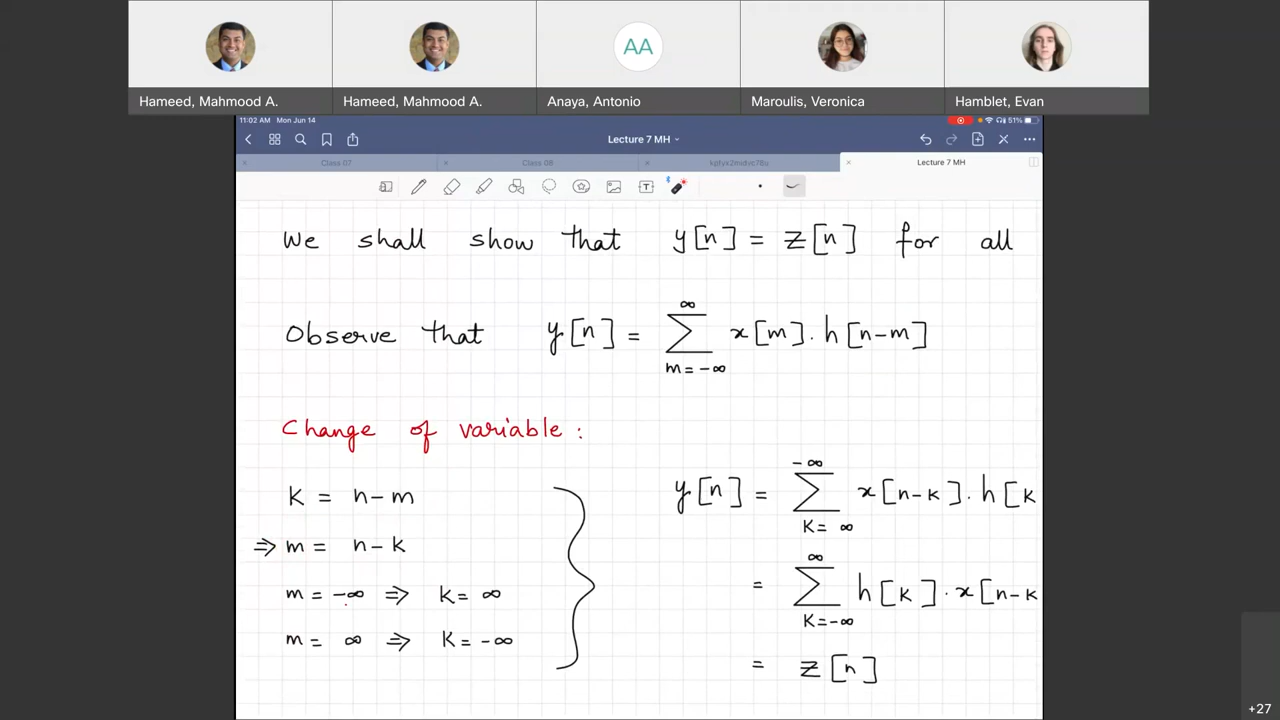 Hameed, Mahmood A.
Hameed, Mahmood A.
AA
Anaya, Antonio
Maroulis, Veronica
Hamblet, Evan
11:02 AM Mon Jun 14
51%
Lecture 7 MH
Class 07
Class 08
Lecture 7 MH
T
We shall show that y[n] = z[n] for all
Observe that y[n] = ∑_{m=-∞}^{∞} x[m] · h[n-m]
Change of variable :
K = n-m
⇒ m = n-k
m = -∞ ⇒ K = ∞
m = ∞ ⇒ K = -∞
y[n] = ∑_{K=∞}^{-∞} x[n-k] · h[k
= ∑_{K=-∞}^{∞} h[k] · x[n-k
= z[n]
+27